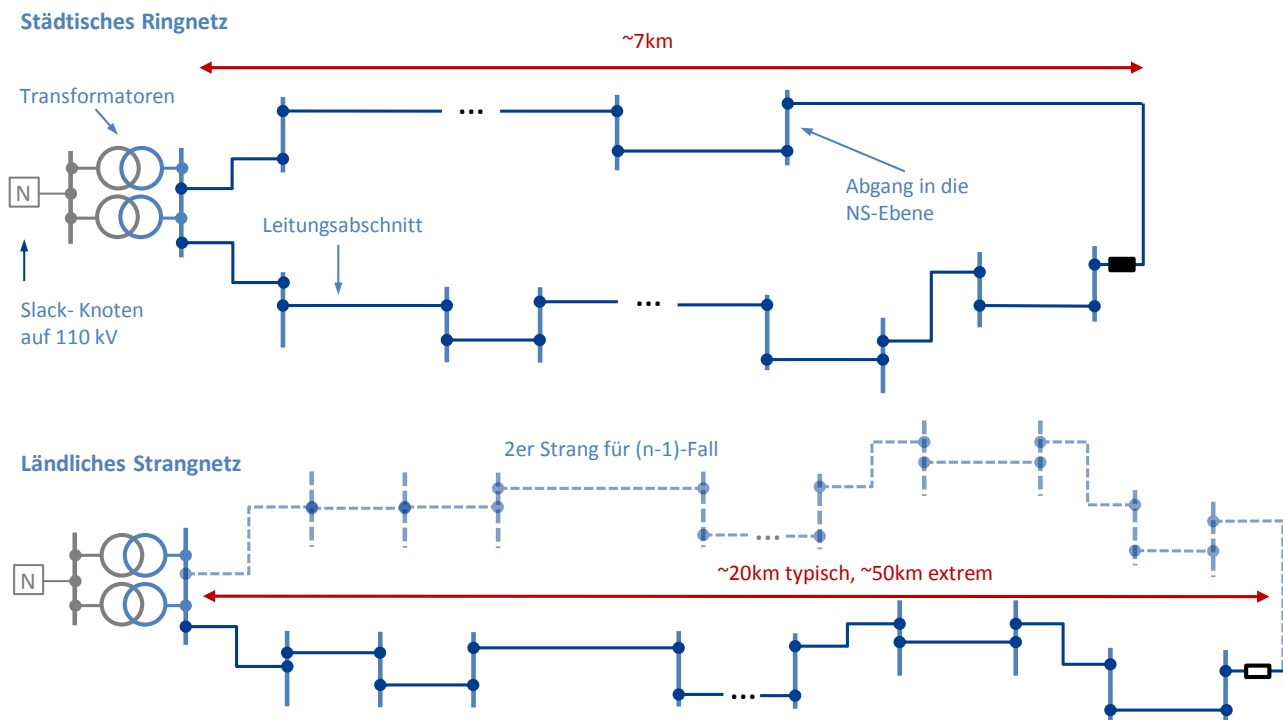 Städtisches Ringnetz
~7km
Transformatoren
...
N
Abgang in die
NS-Ebene
Leitungsabschnitt
Slack- Knoten
auf 110 kV
...
2er Strang für (n-1)-Fall
Ländliches Strangnetz
...
N
~20km typisch, ~50km extrem
...